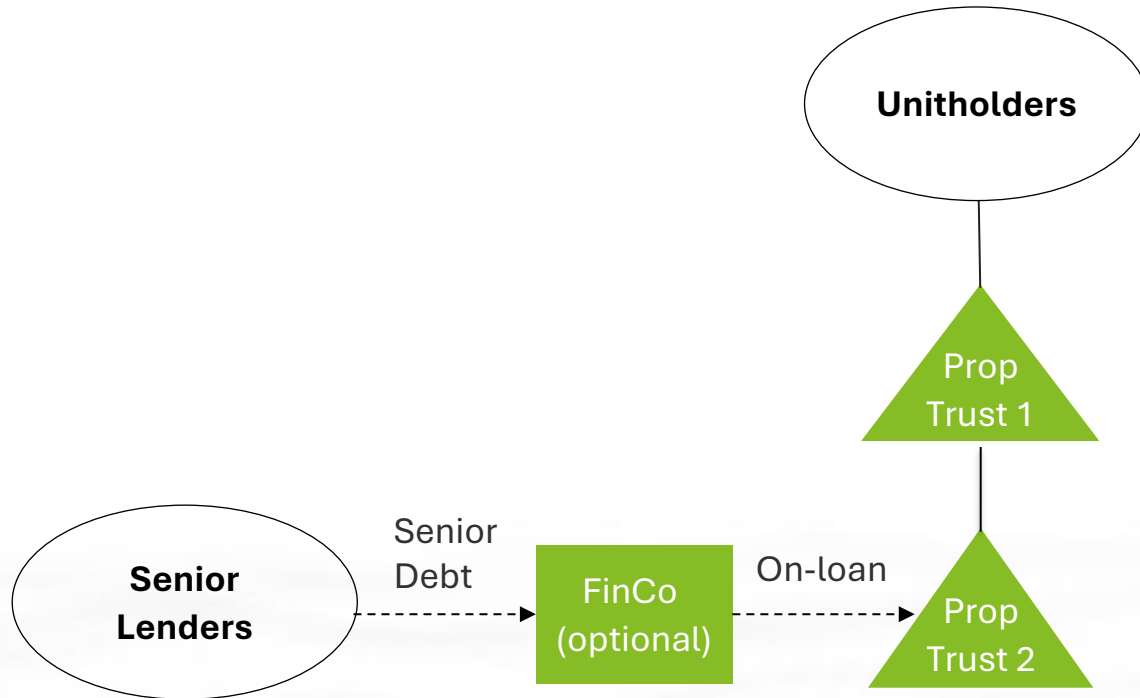 Unitholders
Prop
Trust 1
Senior
Lenders
Senior
Debt
FinCo
(optional)
On-loan
Prop
Trust 2